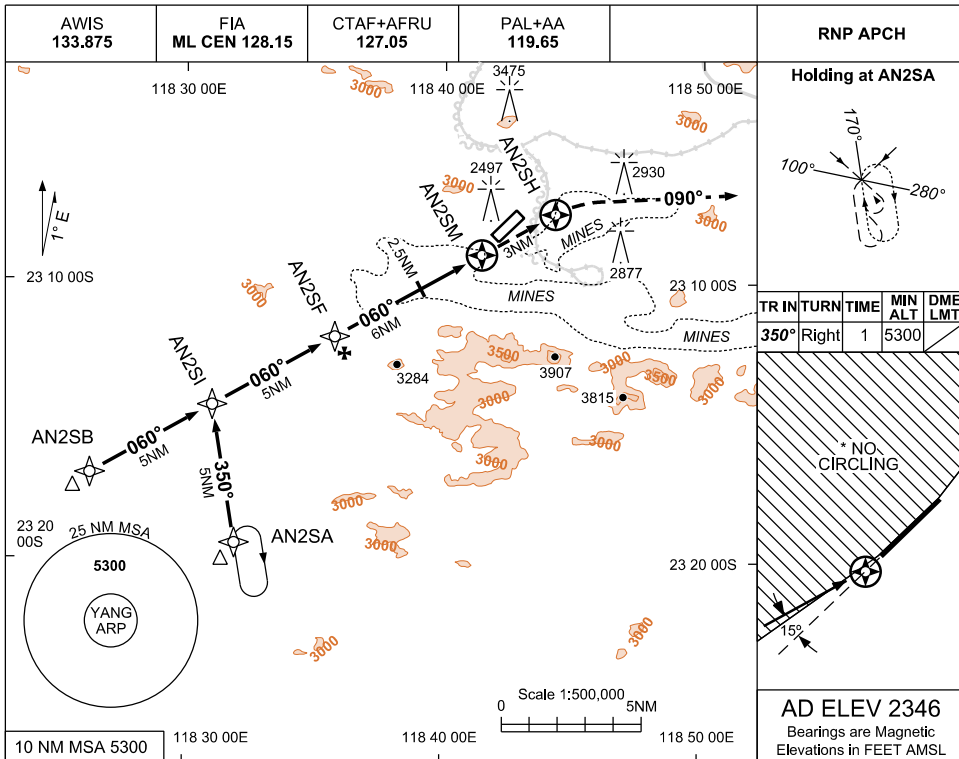 AWIS
133.875
FIA
ML CEN 128.15
CTAF+AFRU
127.05
PAL+AA
119.65
RNP APCH
118 30 00E
118 40 00E
118 50 00E
3475
3000
3000
2497
3000
AN2SH
2930
1° E
AN2SM
090°
3000
3NM
MINES
2877
23 10 00S
2.5NM
23 10 00S
3000
AN2SF
060°
6NM
MINES
MINES
AN2SI
060°
5NM
3284
3500
3907
3000
3500
3815
3000
3000
AN2SB
060°
5NM
350°
5NM
3000
3000
3000
3000
AN2SA
23 20
00S
25 NM MSA
5300
YANG
ARP
23 20 00S
3000
3000
Scale 1:500,000
0
5NM
10 NM MSA 5300
118 30 00E
118 40 00E
118 50 00E
Holding at AN2SA
170°
100°
280°
TR IN TURN TIME MIN ALT DME LMT
350° Right 1 5300
* NO
CIRCLING
15°
AD ELEV 2346
Bearings are Magnetic
Elevations in FEET AMSL